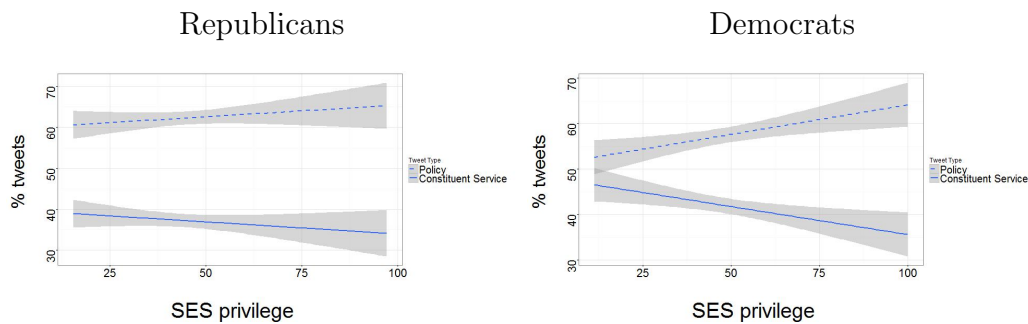 Republicans
% tweets
70
60
50
40
30
25
50
75
100
SES privilege
Tweet Type
Policy
Constituent Service
Democrats
% tweets
70
60
50
40
30
25
50
75
100
SES privilege
Tweet Type
Policy
Constituent Service